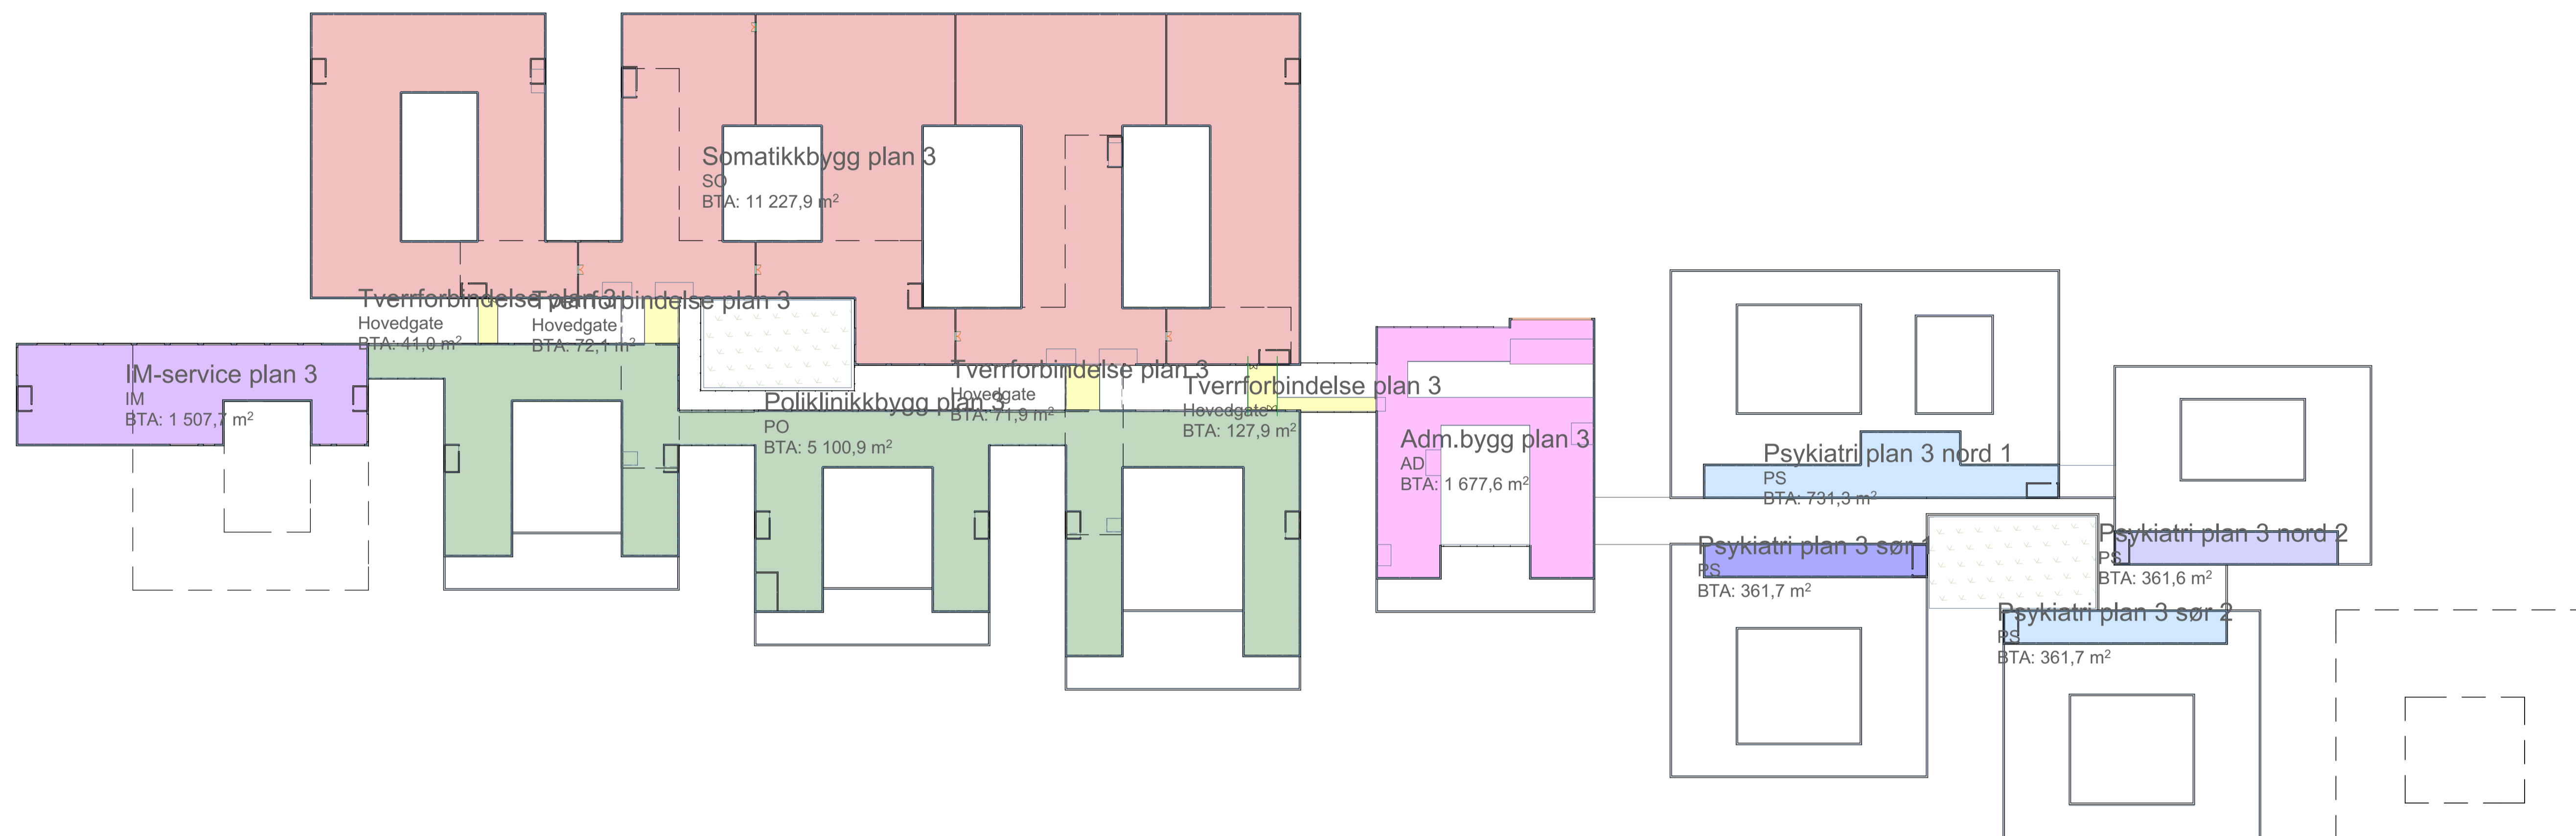 Somatikkbygg plan 3
SO
BTA: 11 227,9 m²
Tverrforbindelse plan 3
Hovedgate
BTA: 41,0 m²
Tverrforbindelse plan 3
Hovedgate
BTA: 72,1 m²
IM-service plan 3
IM
BTA: 1 507,7 m²
Poliklinikkbygg plan 3
PO
BTA: 5 100,9 m²
Tverrforbindelse plan 3
Hovedgate
BTA: 71,9 m²
Tverrforbindelse plan 3
Hovedgate
BTA: 127,9 m²
Adm.bygg plan 3
AD
BTA: 1 677,6 m²
Psykiatri plan 3 nord 1
PS
BTA: 731,3 m²
Psykiatri plan 3 sør 1
PS
BTA: 361,7 m²
Psykiatri plan 3 nord 2
PS
BTA: 361,6 m²
Psykiatri plan 3 sør 2
PS
BTA: 361,7 m²